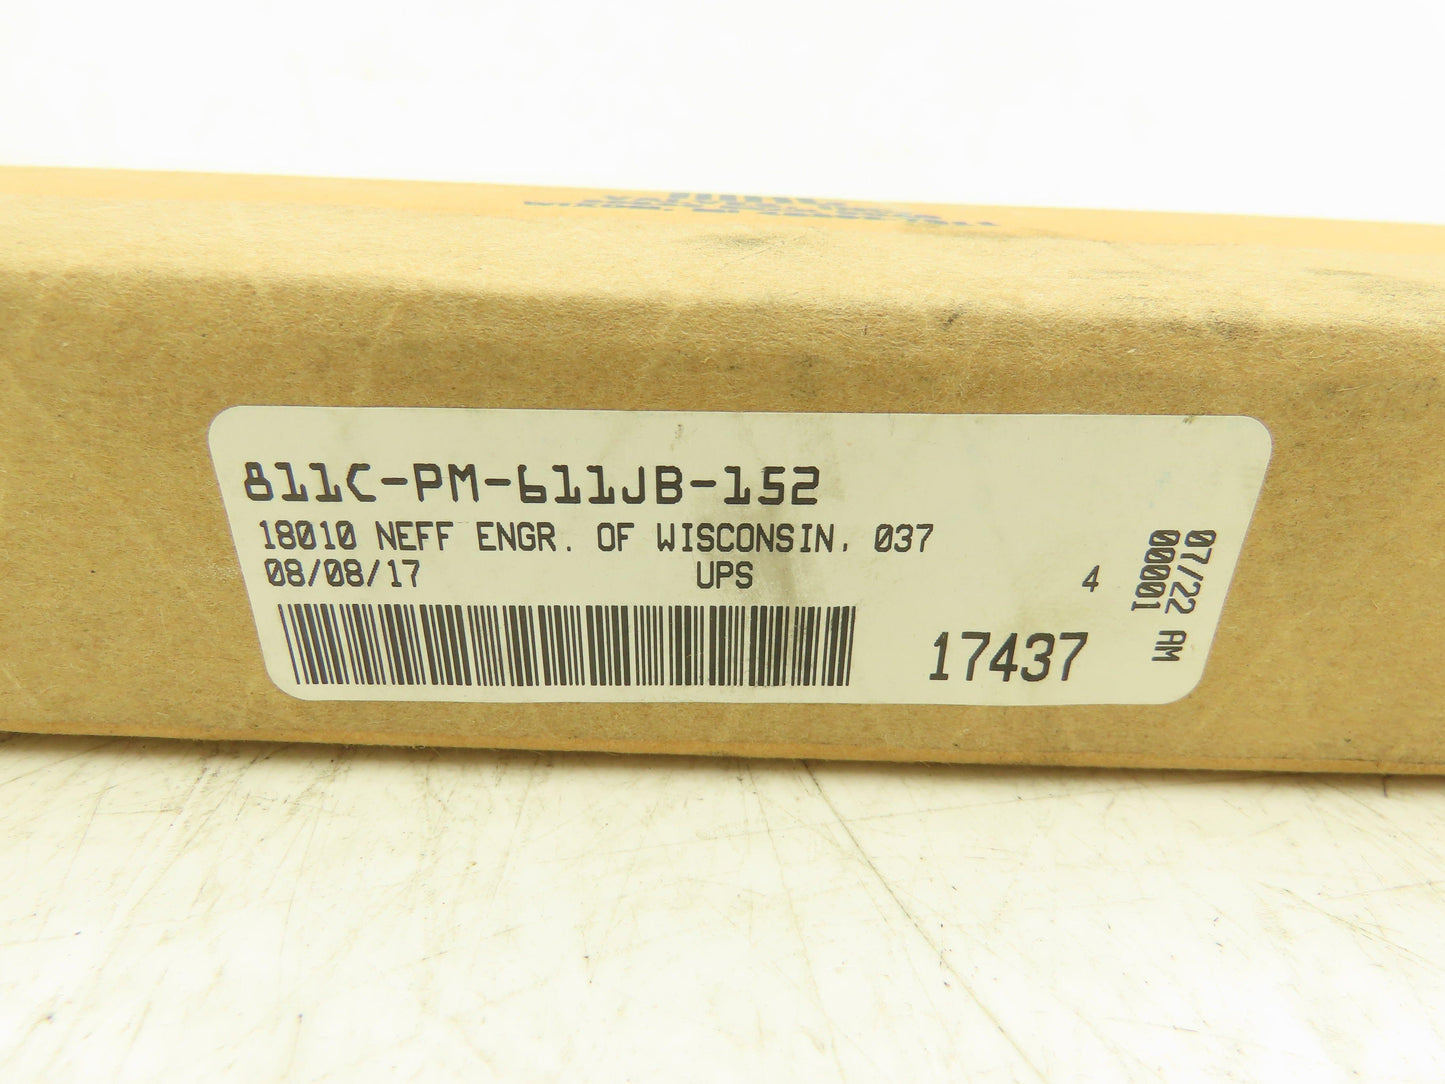 811C-PM-611JB-152
18010 NEFF ENGR. OF WISCONSIN. 037
08/08/17 UPS 4
17437
07/22 AM
00001